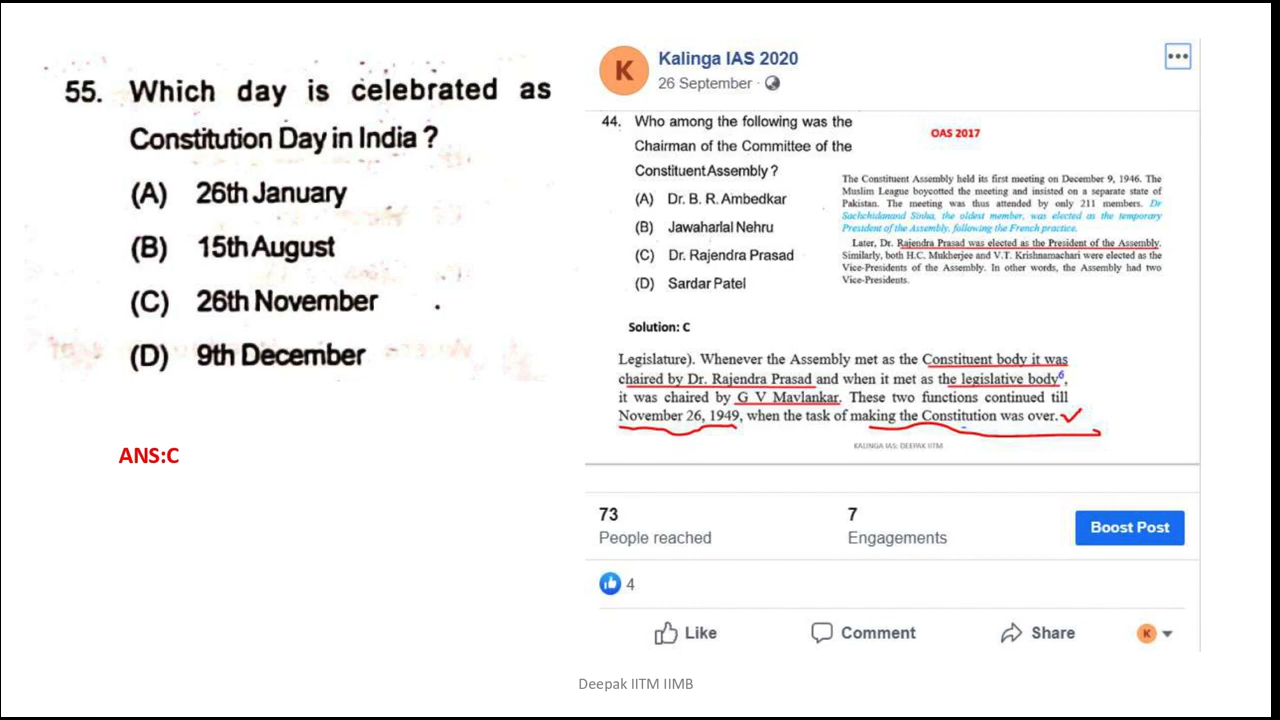 55. Which day is celebrated as
Constitution Day in India ?
(A) 26th January
(B) 15th August
(C) 26th November
(D) 9th December
ANS:C
K
Kalinga IAS 2020
26 September ·
44. Who among the following was the
Chairman of the Committee of the
Constituent Assembly ?
(A) Dr. B. R. Ambedkar
(B) Jawaharlal Nehru
(C) Dr. Rajendra Prasad
(D) Sardar Patel
OAS 2017
The Constituent Assembly held its first meeting on December 9, 1946. The
Muslim League boycotted the meeting and insisted on a separate state of
Pakistan. The meeting was thus attended by only 211 members. Dr
Sachchidanand Sinha, the oldest member, was elected as the temporary
President of the Assembly, following the French practice.
Later, Dr. Rajendra Prasad was elected as the President of the Assembly.
Similarly, both H.C. Mukherjee and V.T. Krishnamachari were elected as the
Vice-Presidents of the Assembly. In other words, the Assembly had two
Vice-Presidents.
Solution: C
Legislature). Whenever the Assembly met as the Constituent body it was
chaired by Dr. Rajendra Prasad and when it met as the legislative body6,
it was chaired by G V Mavlankar. These two functions continued till
November 26, 1949, when the task of making the Constitution was over.
KALINGA IAS: DEEPAK IITM
73
People reached
7
Engagements
Boost Post
4
Like
Comment
Share
K
Deepak IITM IIMB